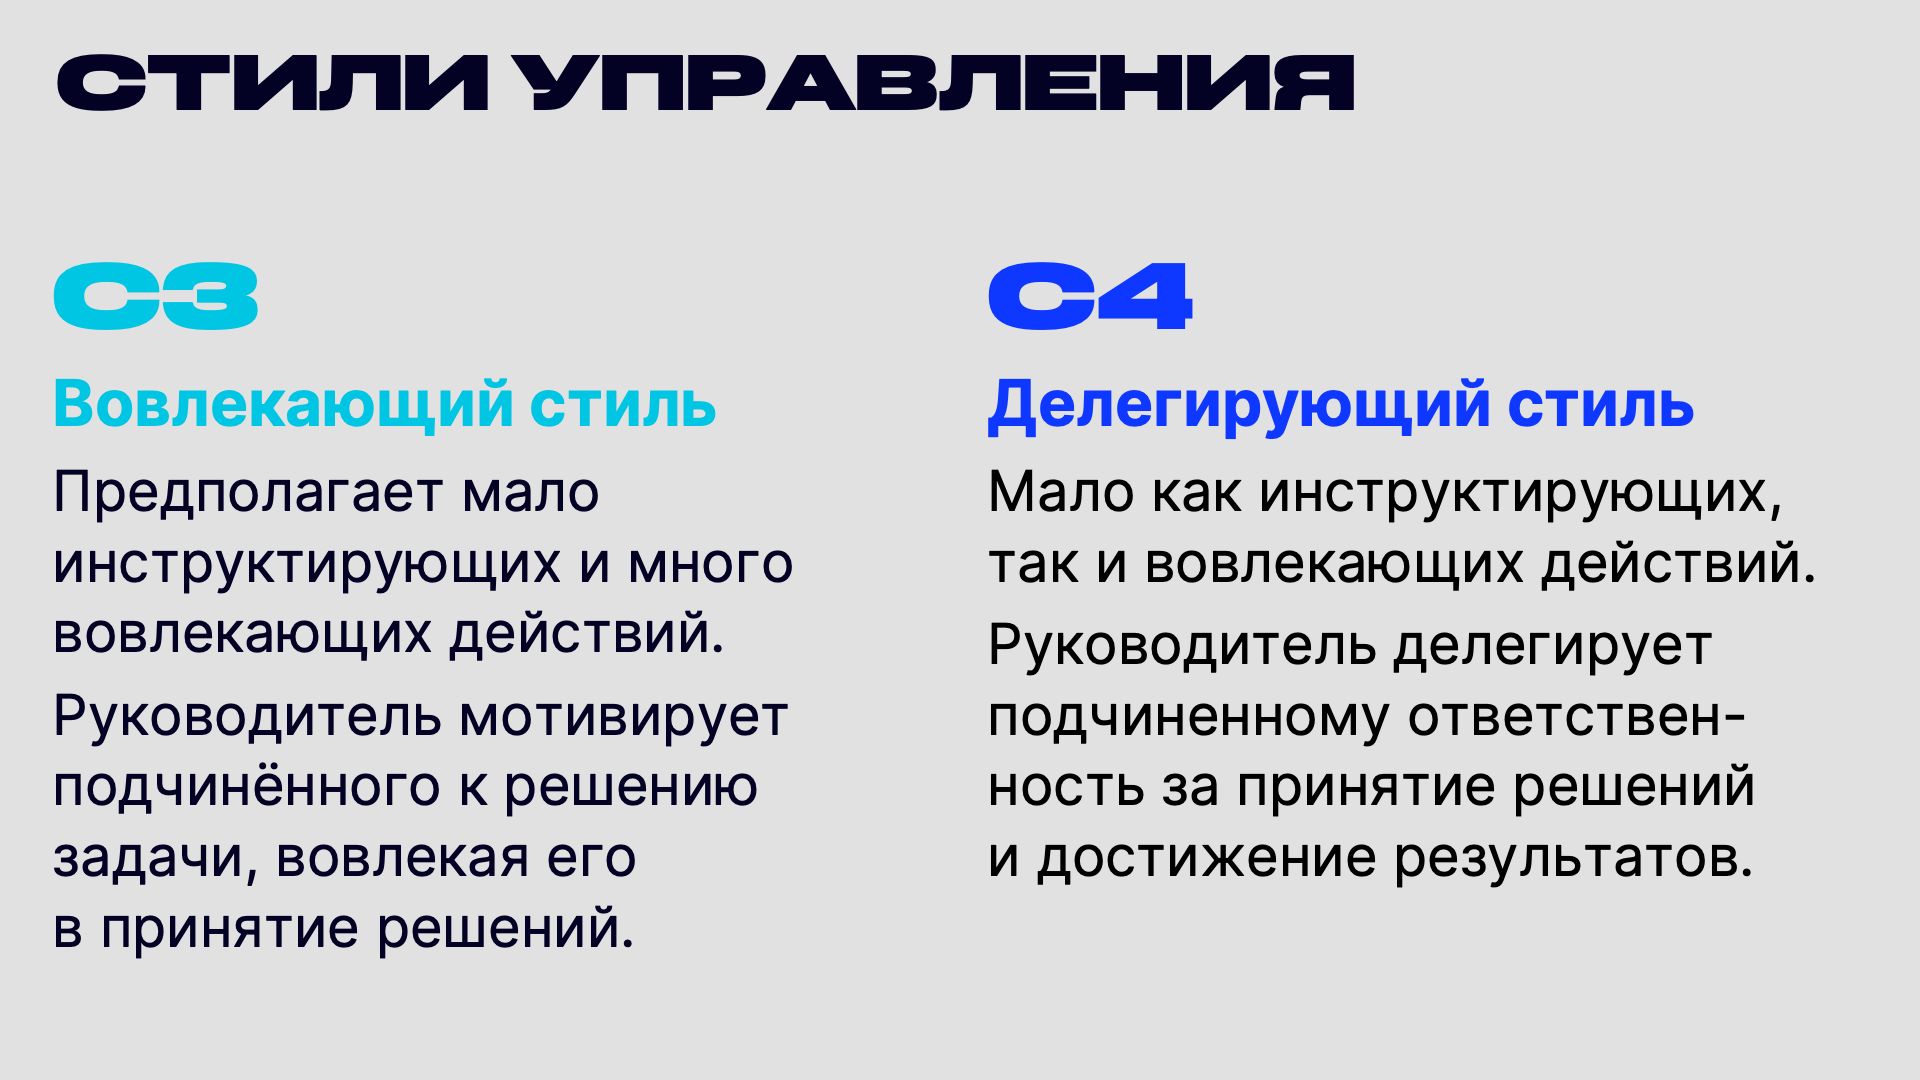 СТИЛИ УПРАВЛЕНИЯ
С3
Вовлекающий стиль
Предполагает мало
инструктирующих и много
вовлекающих действий.
Руководитель мотивирует
подчинённого к решению
задачи, вовлекая его
в принятие решений.
С4
Делегирующий стиль
Мало как инструктирующих,
так и вовлекающих действий.
Руководитель делегирует
подчиненному ответствен-
ность за принятие решений
и достижение результатов.